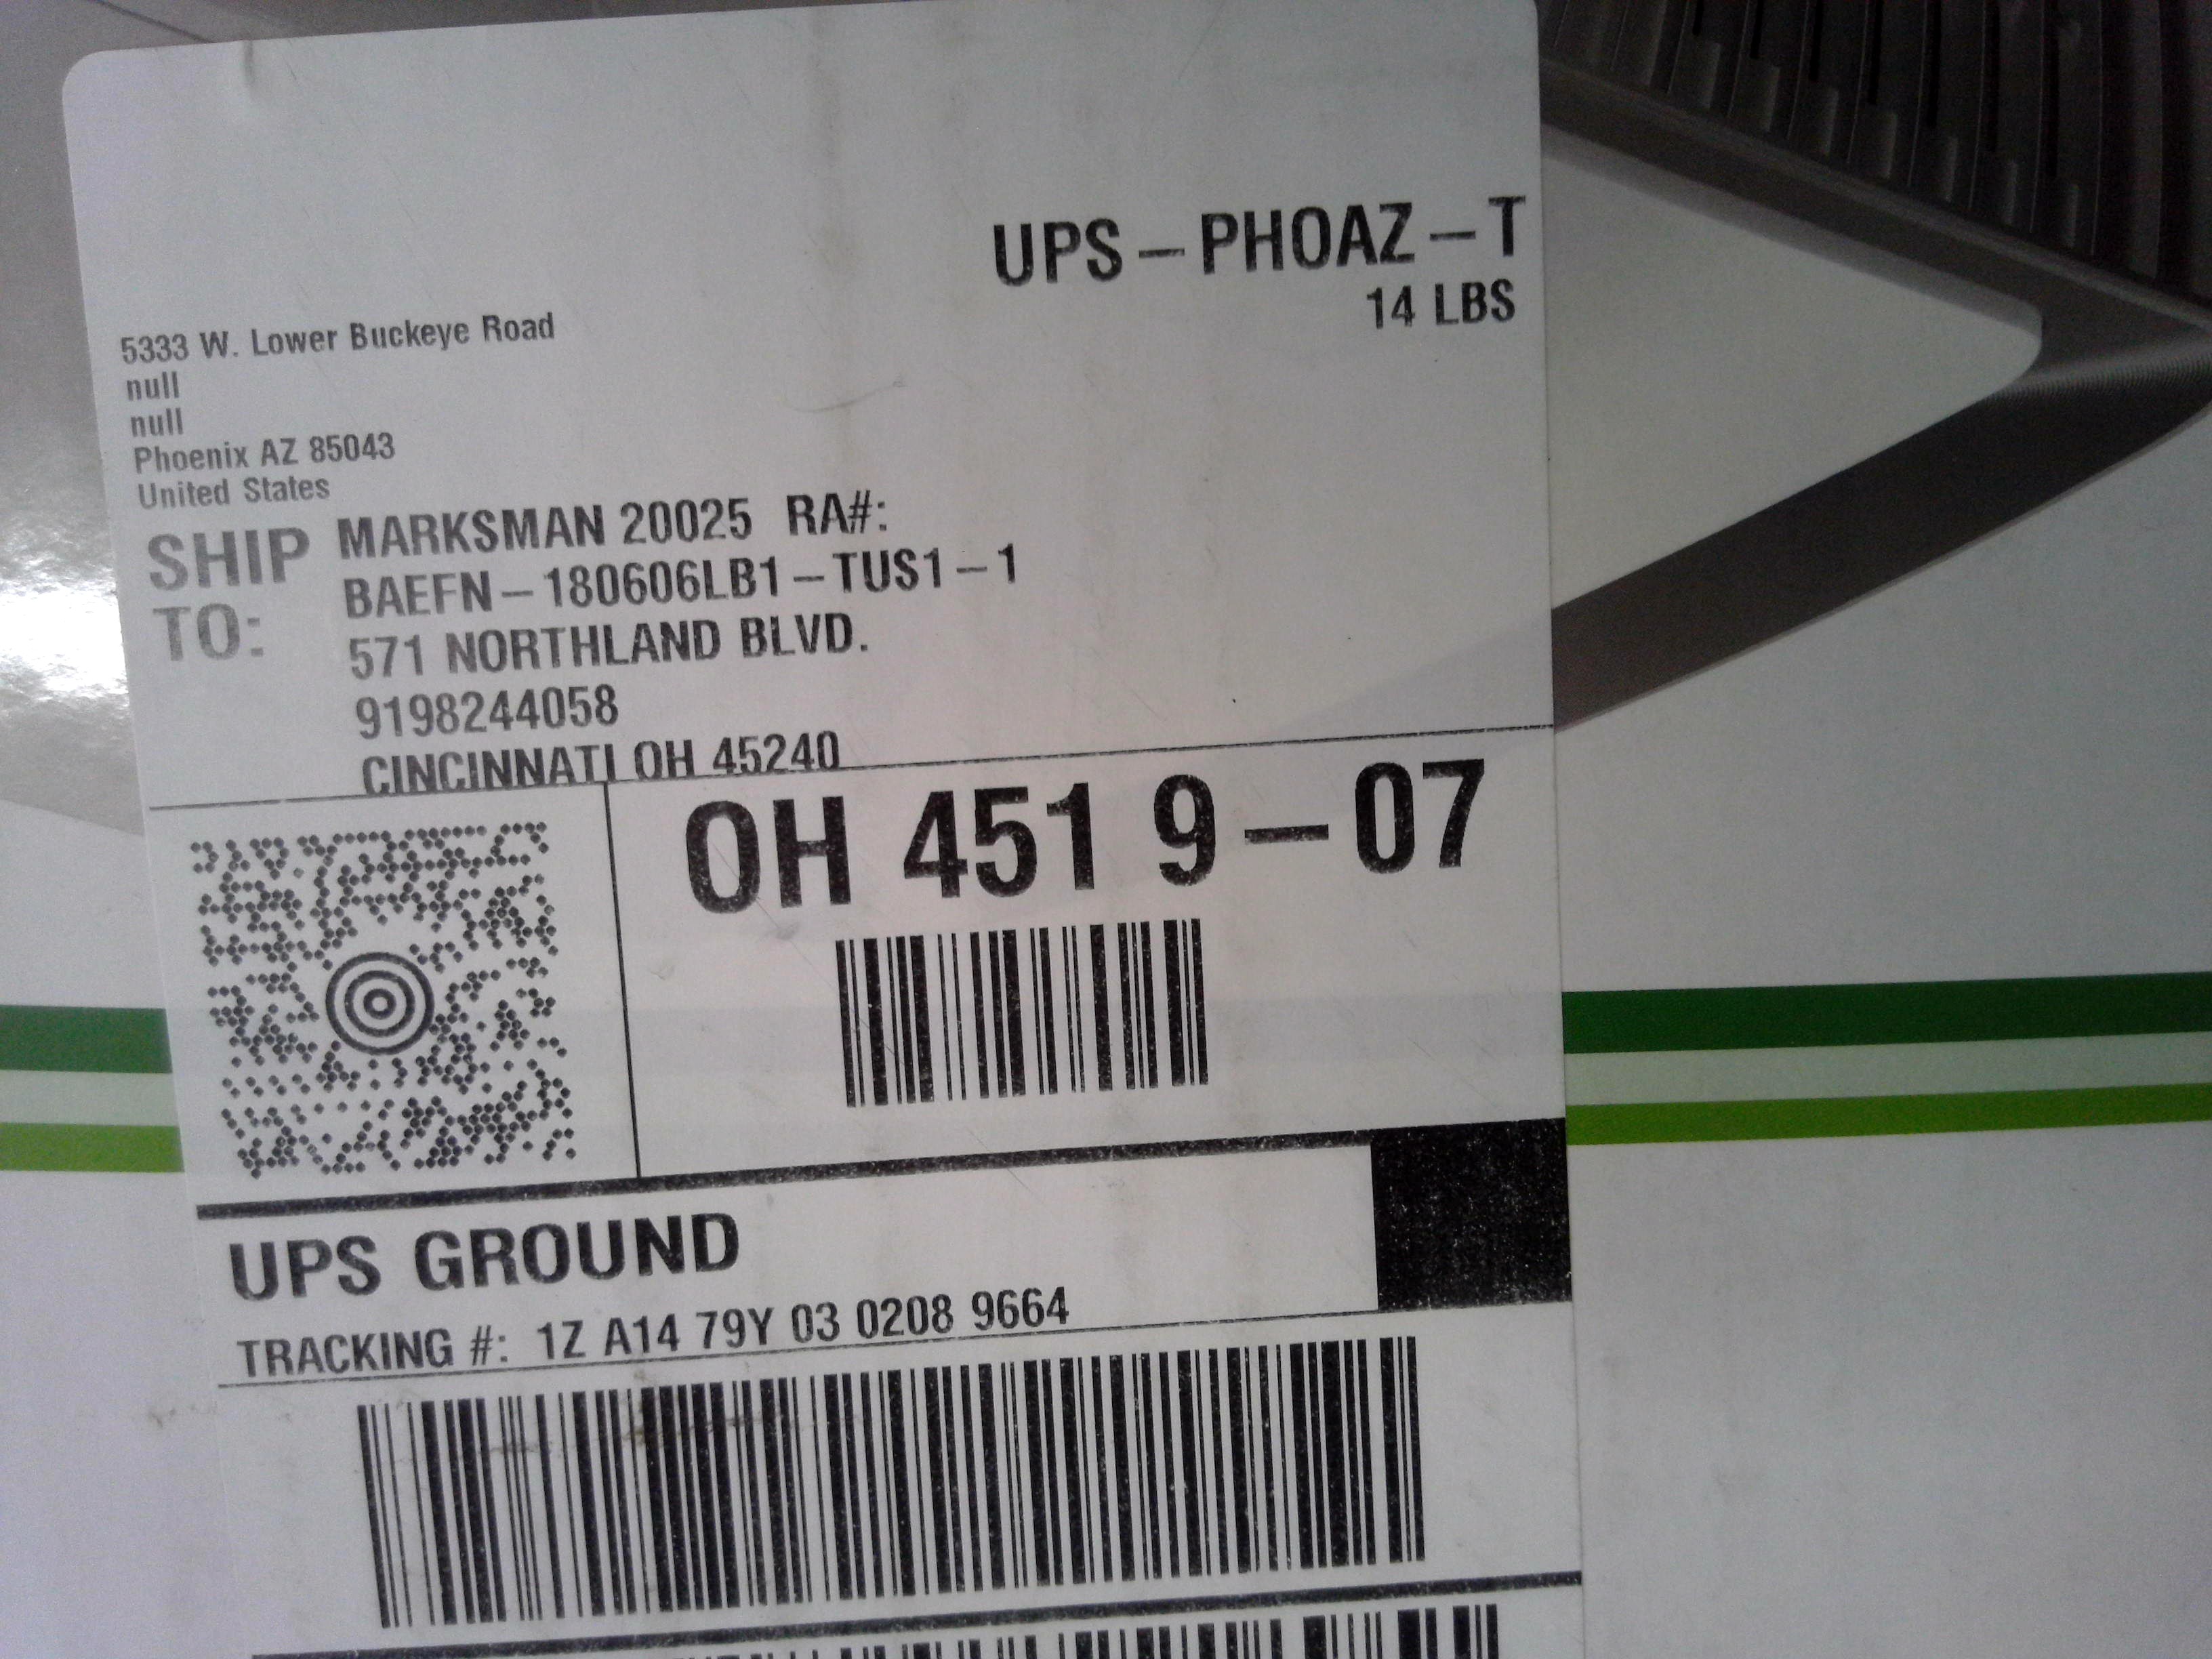 UPS – PHOAZ – T
14 LBS
5333 W. Lower Buckeye Road
null
null
Phoenix AZ 85043
United States
SHIP TO:
MARKSMAN 20025 RA#:
BAEFN – 180606LB1 – TUS1 – 1
571 NORTHLAND BLVD.
9198244058
CINCINNATI OH 45240
OH 451 9 – 07
UPS GROUND
TRACKING #: 1Z A14 79Y 03 0208 9664